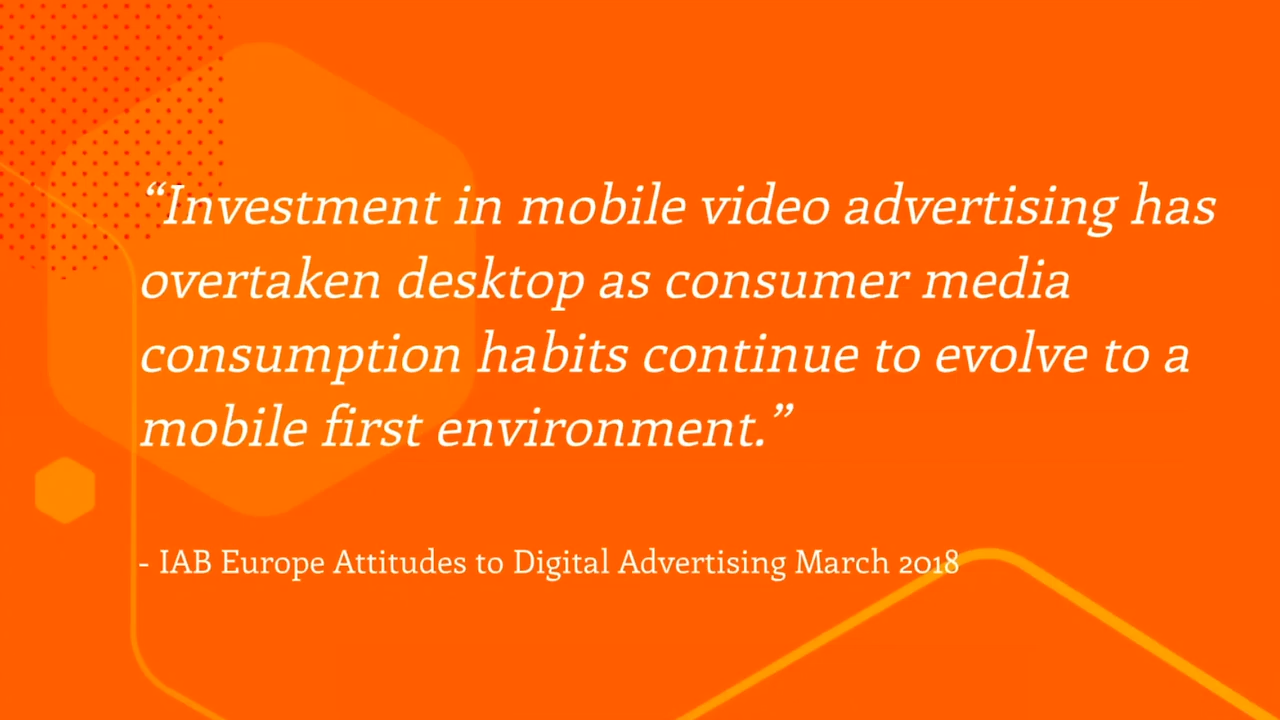 “Investment in mobile video advertising has
overtaken desktop as consumer media
consumption habits continue to evolve to a
mobile first environment.”
- IAB Europe Attitudes to Digital Advertising March 2018